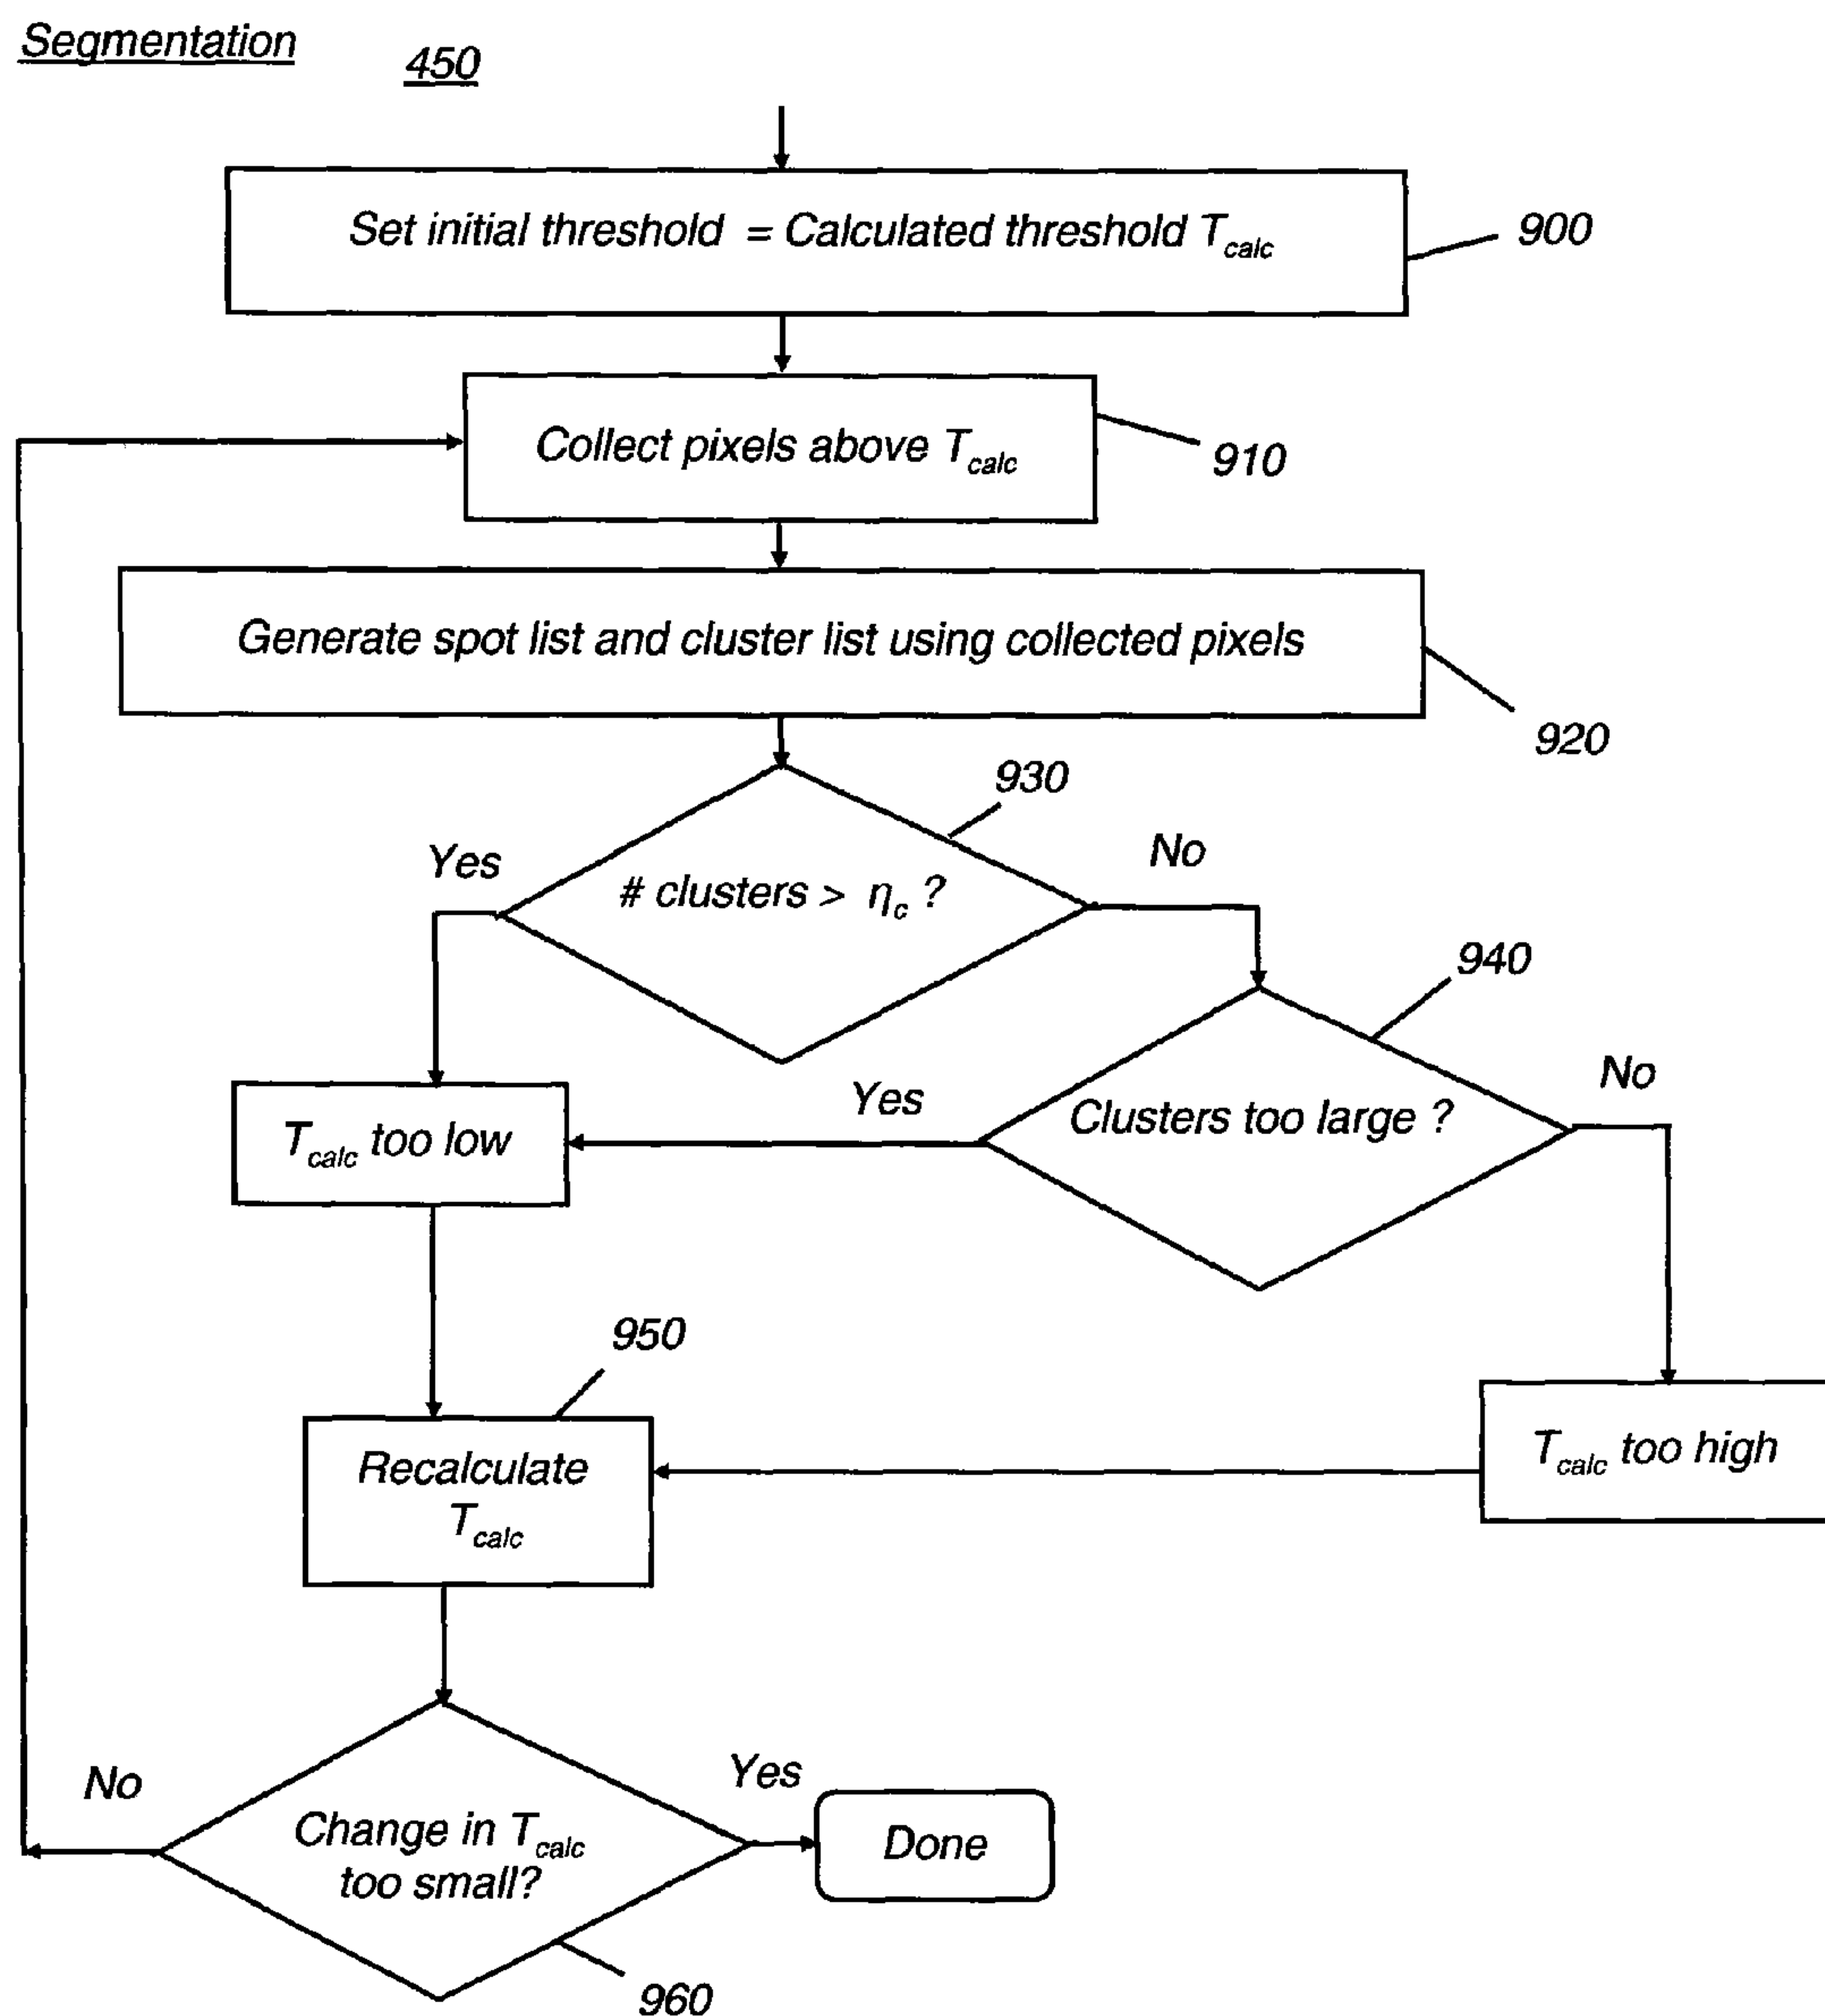 Segmentation
450
Set initial threshold = Calculated threshold T_calc
900
Collect pixels above T_calc
910
Generate spot list and cluster list using collected pixels
920
930
Yes
No
# clusters > η_c ?
940
No
Yes
Clusters too large ?
T_calc too low
950
Recalculate
T_calc
T_calc too high
No
Yes
Change in T_calc
too small?
Done
960